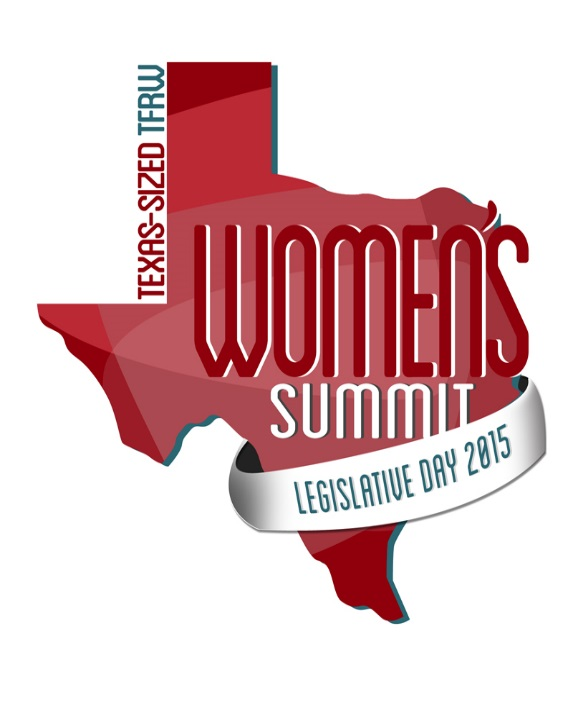 TEXAS-SIZED TFRW
WOMEN'S
SUMMIT
LEGISLATIVE DAY 2015